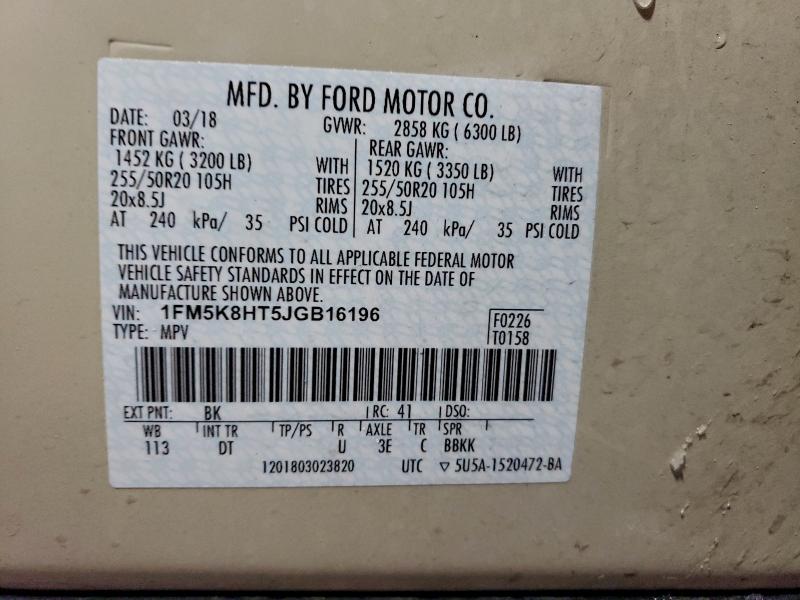 MFD. BY FORD MOTOR CO.
DATE: 03/18 GVWR: 2858 KG ( 6300 LB)
FRONT GAWR: REAR GAWR:
1452 KG ( 3200 LB) WITH 1520 KG ( 3350 LB) WITH
255/50R20 105H TIRES 255/50R20 105H TIRES
20x8.5J RIMS 20x8.5J RIMS
AT 240 kPa/ 35 PSI COLD AT 240 kPa/ 35 PSI COLD
THIS VEHICLE CONFORMS TO ALL APPLICABLE FEDERAL MOTOR
VEHICLE SAFETY STANDARDS IN EFFECT ON THE DATE OF
MANUFACTURE SHOWN ABOVE.
VIN: 1FM5K8HT5JGB16196 F0226
TYPE: MPV T0158
EXT PNT: BK RC: 41 DSO:
WB INT TR TP/PS R AXLE TR SPR
113 DT U 3E C BBKK
1201803023820 UTC ▽ 5U5A-1520472-BA